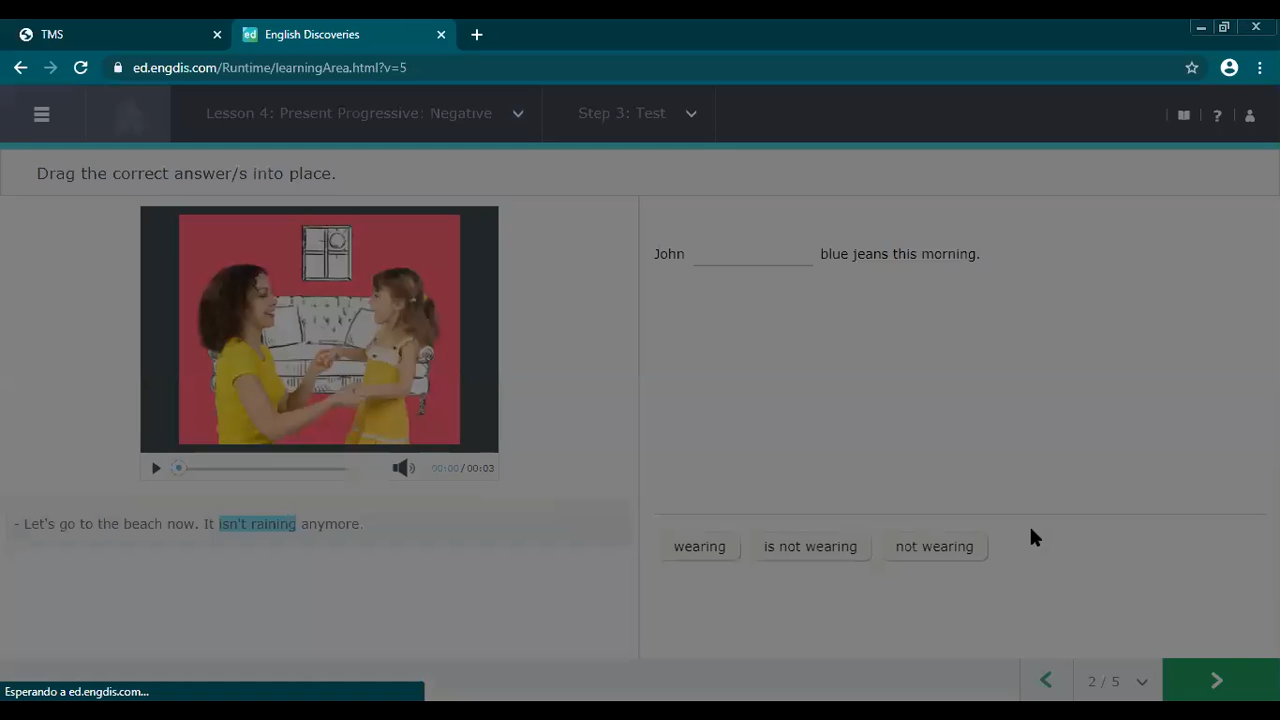 TMS
English Discoveries
ed.engdis.com/Runtime/learningArea.html?v=5
Lesson 4: Present Progressive: Negative
Step 3: Test
?
Drag the correct answer/s into place.
John ____________ blue jeans this morning.
00:00 / 00:03
- Let's go to the beach now. It isn't raining anymore.
wearing
is not wearing
not wearing
2 / 5
Esperando a ed.engdis.com...